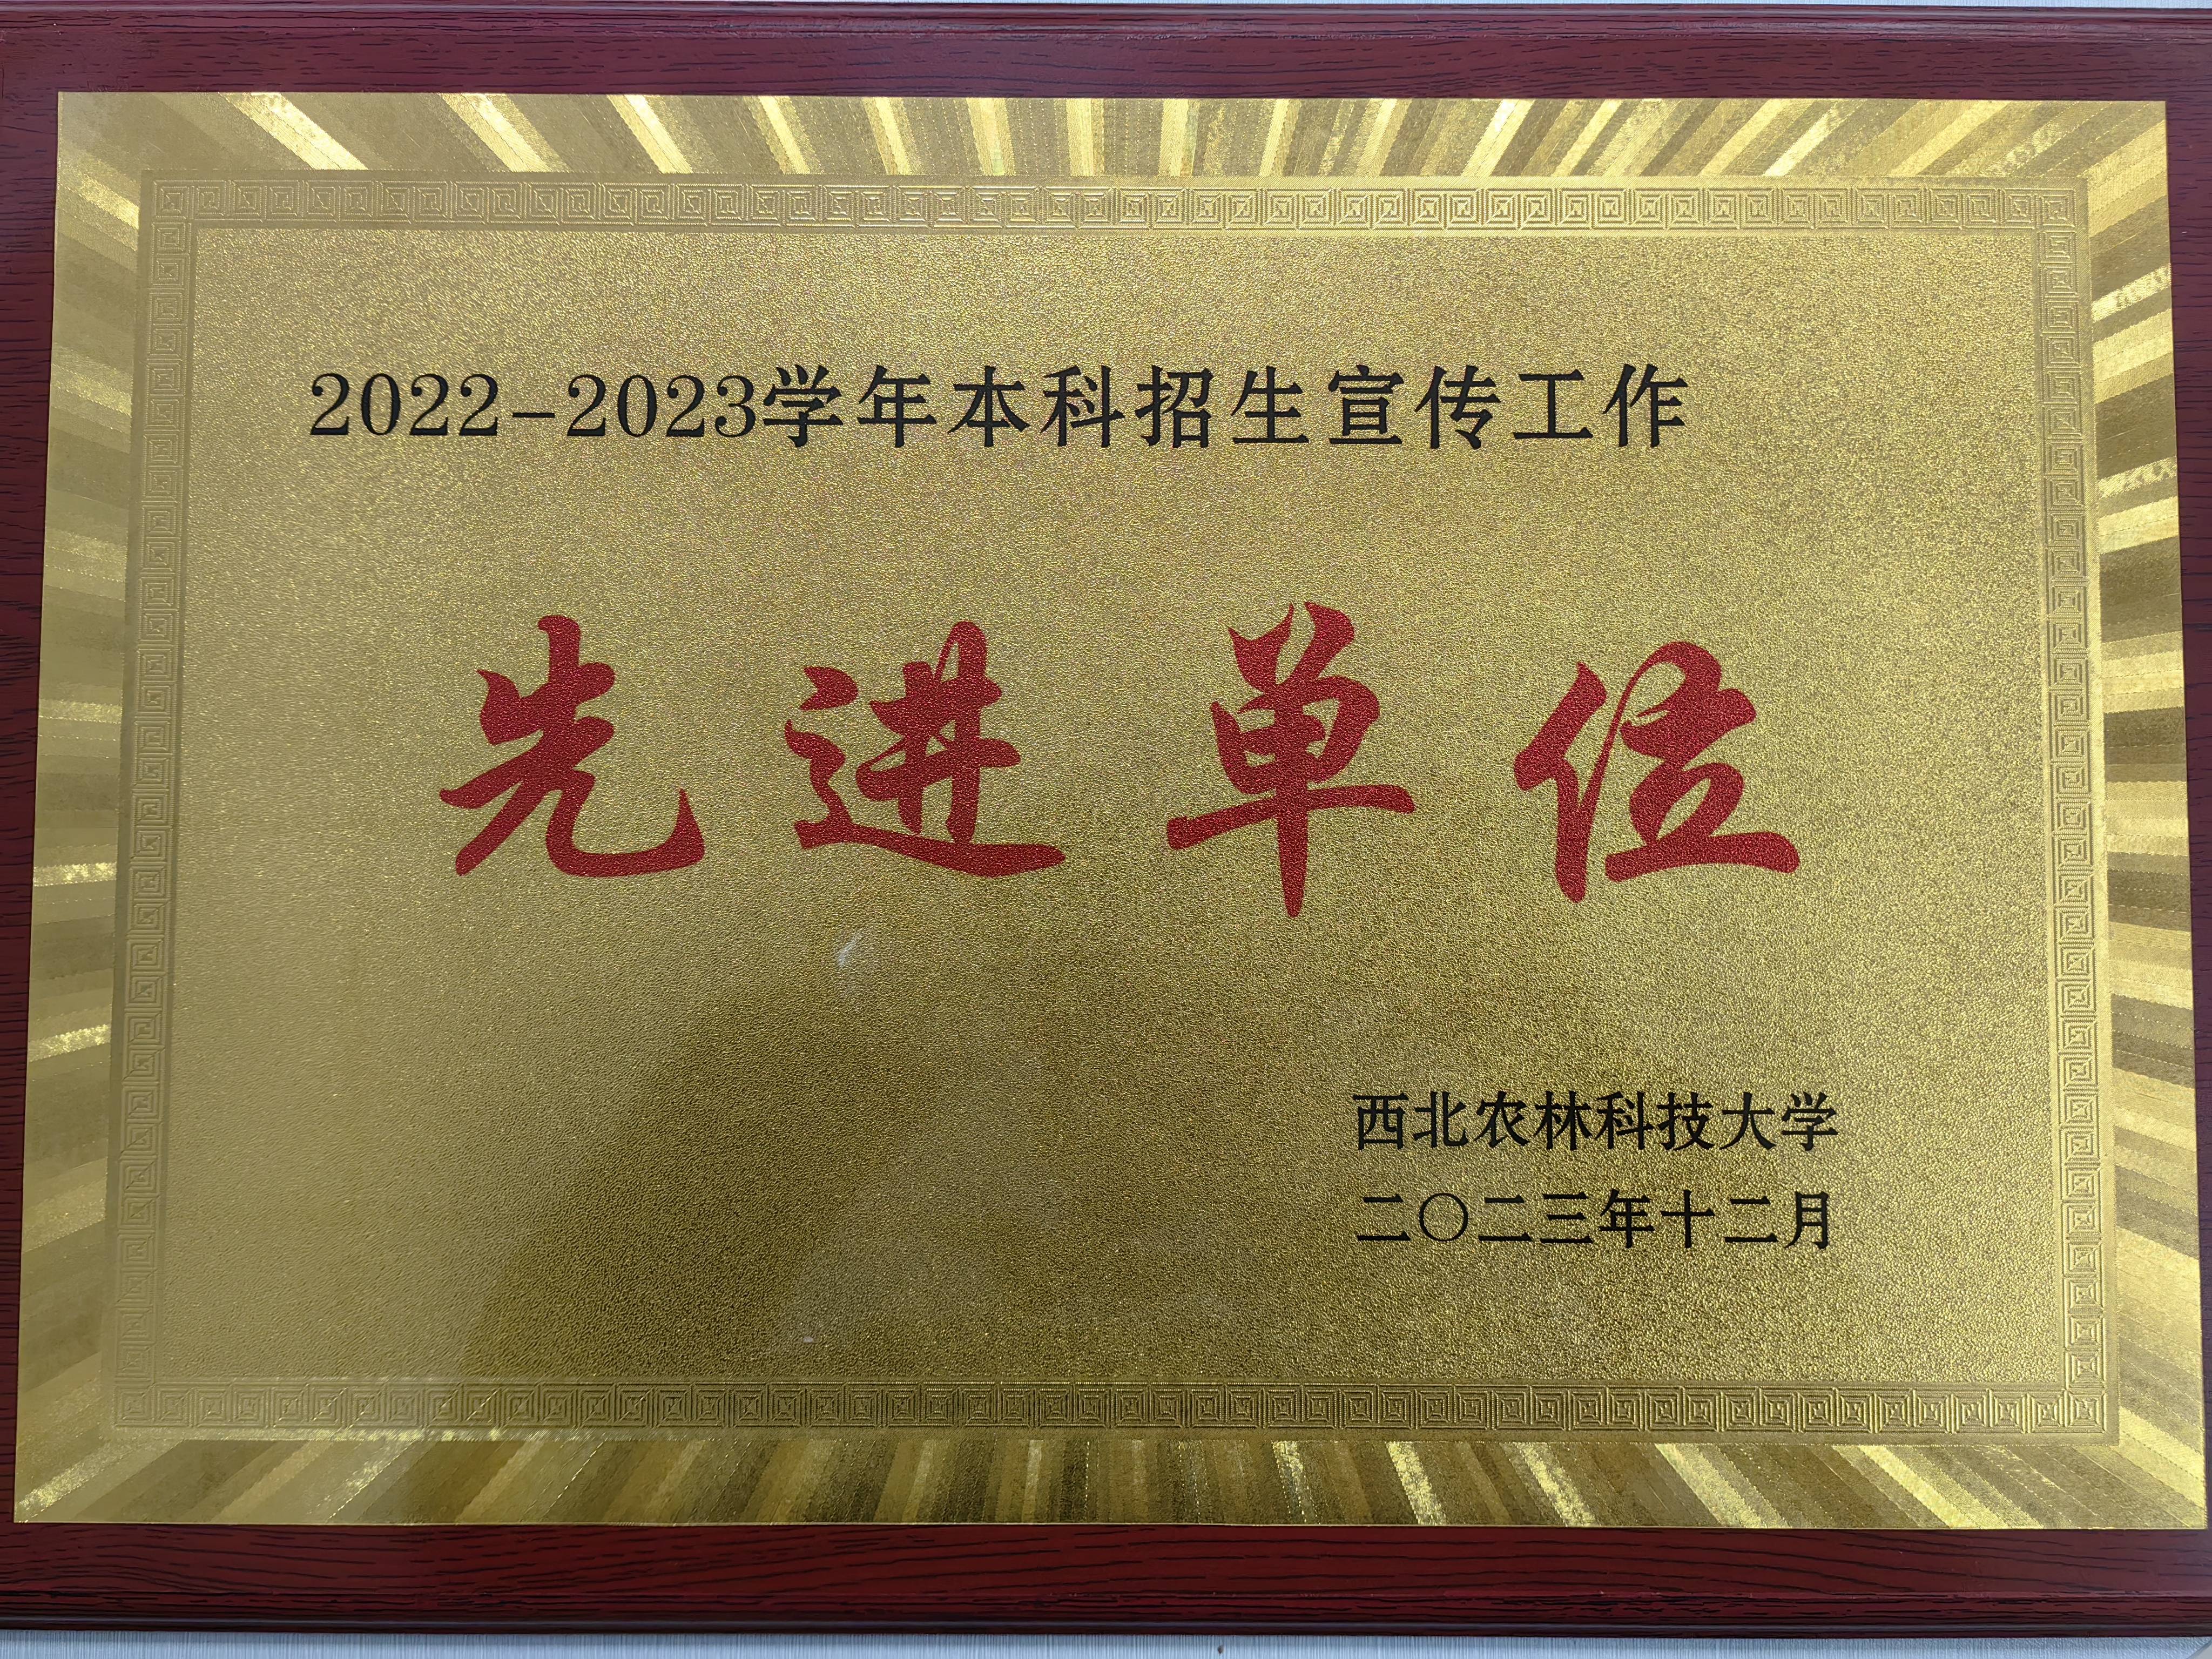 2022-2023学年本科招生宣传工作
先进单位
西北农林科技大学
二〇二三年十二月